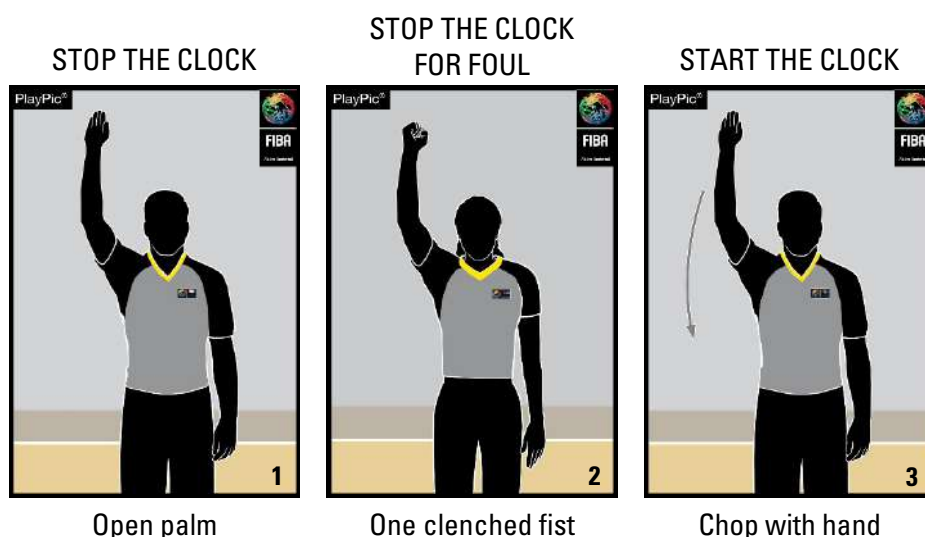 STOP THE CLOCK
STOP THE CLOCK
FOR FOUL
START THE CLOCK
PlayPic®
FIBA
PlayPic®
FIBA
PlayPic®
FIBA
1
2
3
Open palm
One clenched fist
Chop with hand